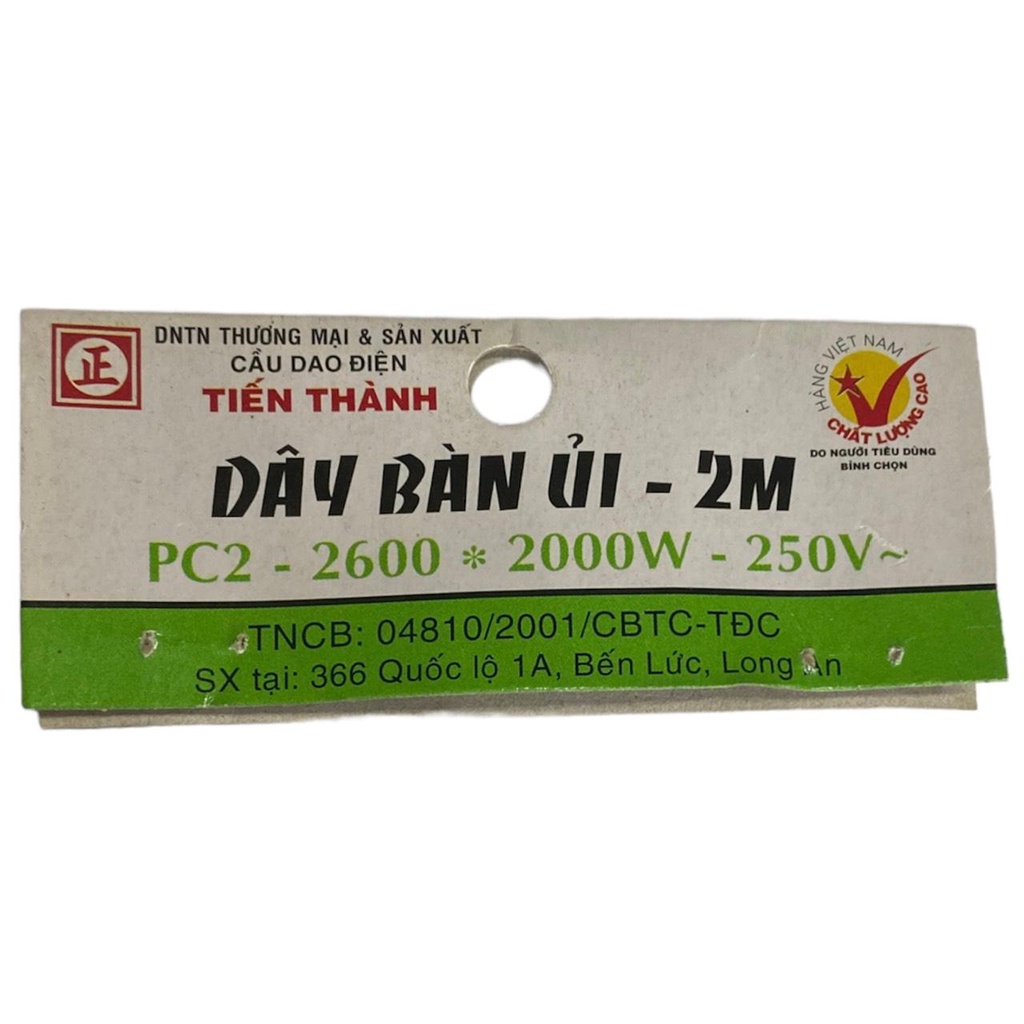 正
DNTN THƯƠNG MẠI & SẢN XUẤT
CẦU DAO ĐIỆN
TIẾN THÀNH
HÀNG VIỆT NAM
CHẤT LƯỢNG CAO
DO NGƯỜI TIÊU DÙNG
BÌNH CHỌN
DÂY BÀN ỦI - 2M
PC2 - 2600 * 2000W - 250V~
TNCB: 04810/2001/CBTC-TĐC
SX tại: 366 Quốc lộ 1A, Bến Lức, Long An